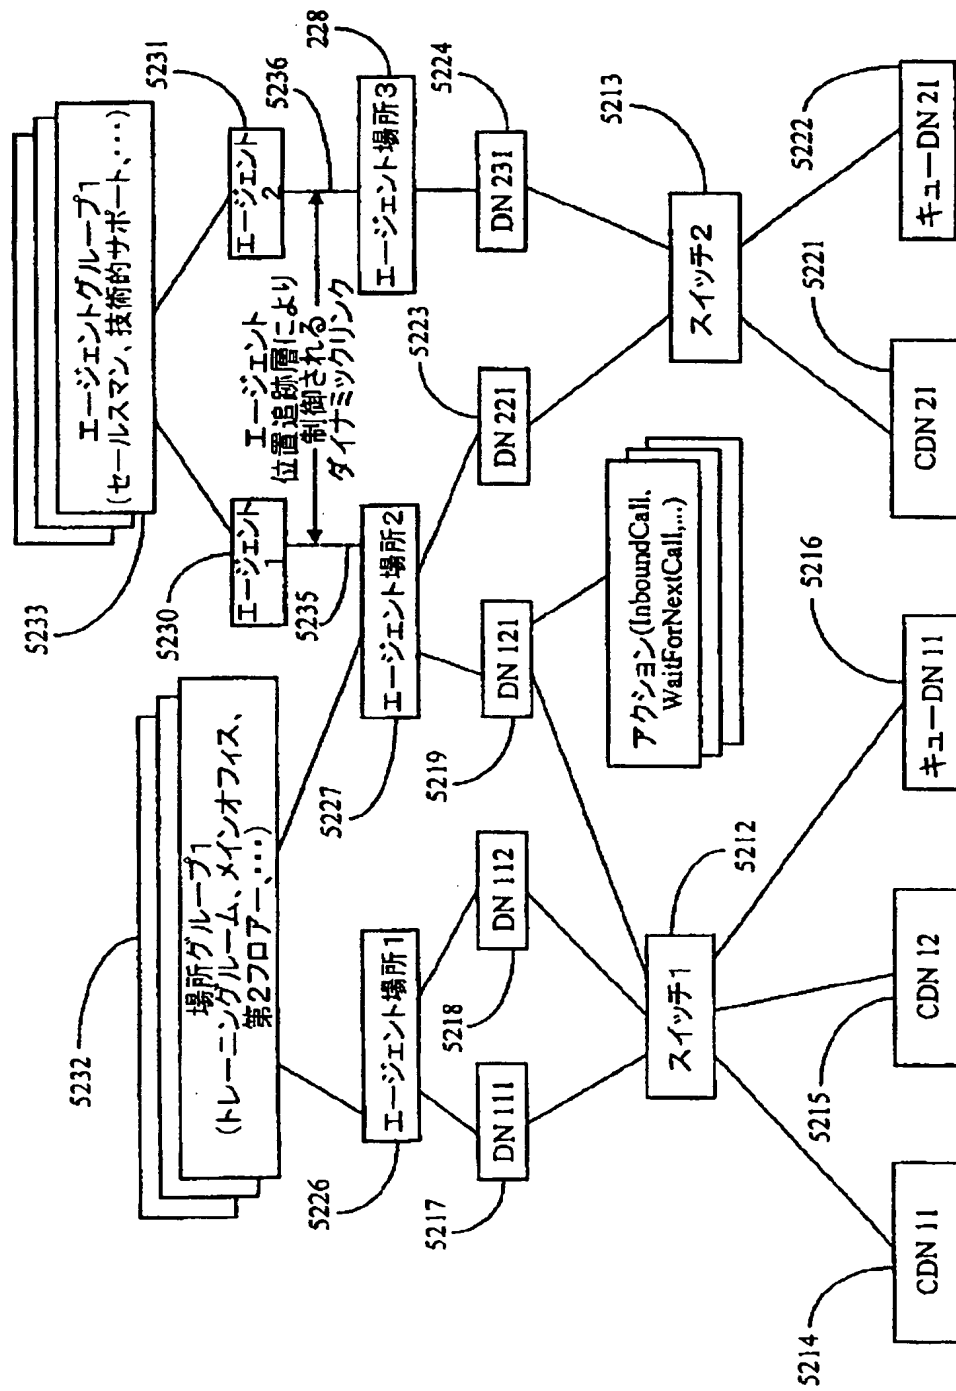 5232
場所グループ1
(トレーニングルーム、メインオフィス、
第2フロアー、･･･)
5233
エージェントグループ1
(セールスマン、技術的サポート、･･･)
5230
エージェント
1
エージェント
2
5231
5235
エージェント
位置追跡層により
制御される
ダイナミックリンク
5236
5226
エージェント場所1
5227
エージェント場所2
エージェント場所3
228
5217
DN 111
5218
DN 112
5219
DN 121
DN 221
5223
DN 231
5224
アクション(InboundCall,
WaitForNextCall,...)
スイッチ1
5212
スイッチ2
5213
5214
CDN 11
5215
CDN 12
キューDN 11
5216
CDN 21
5221
キューDN 21
5222